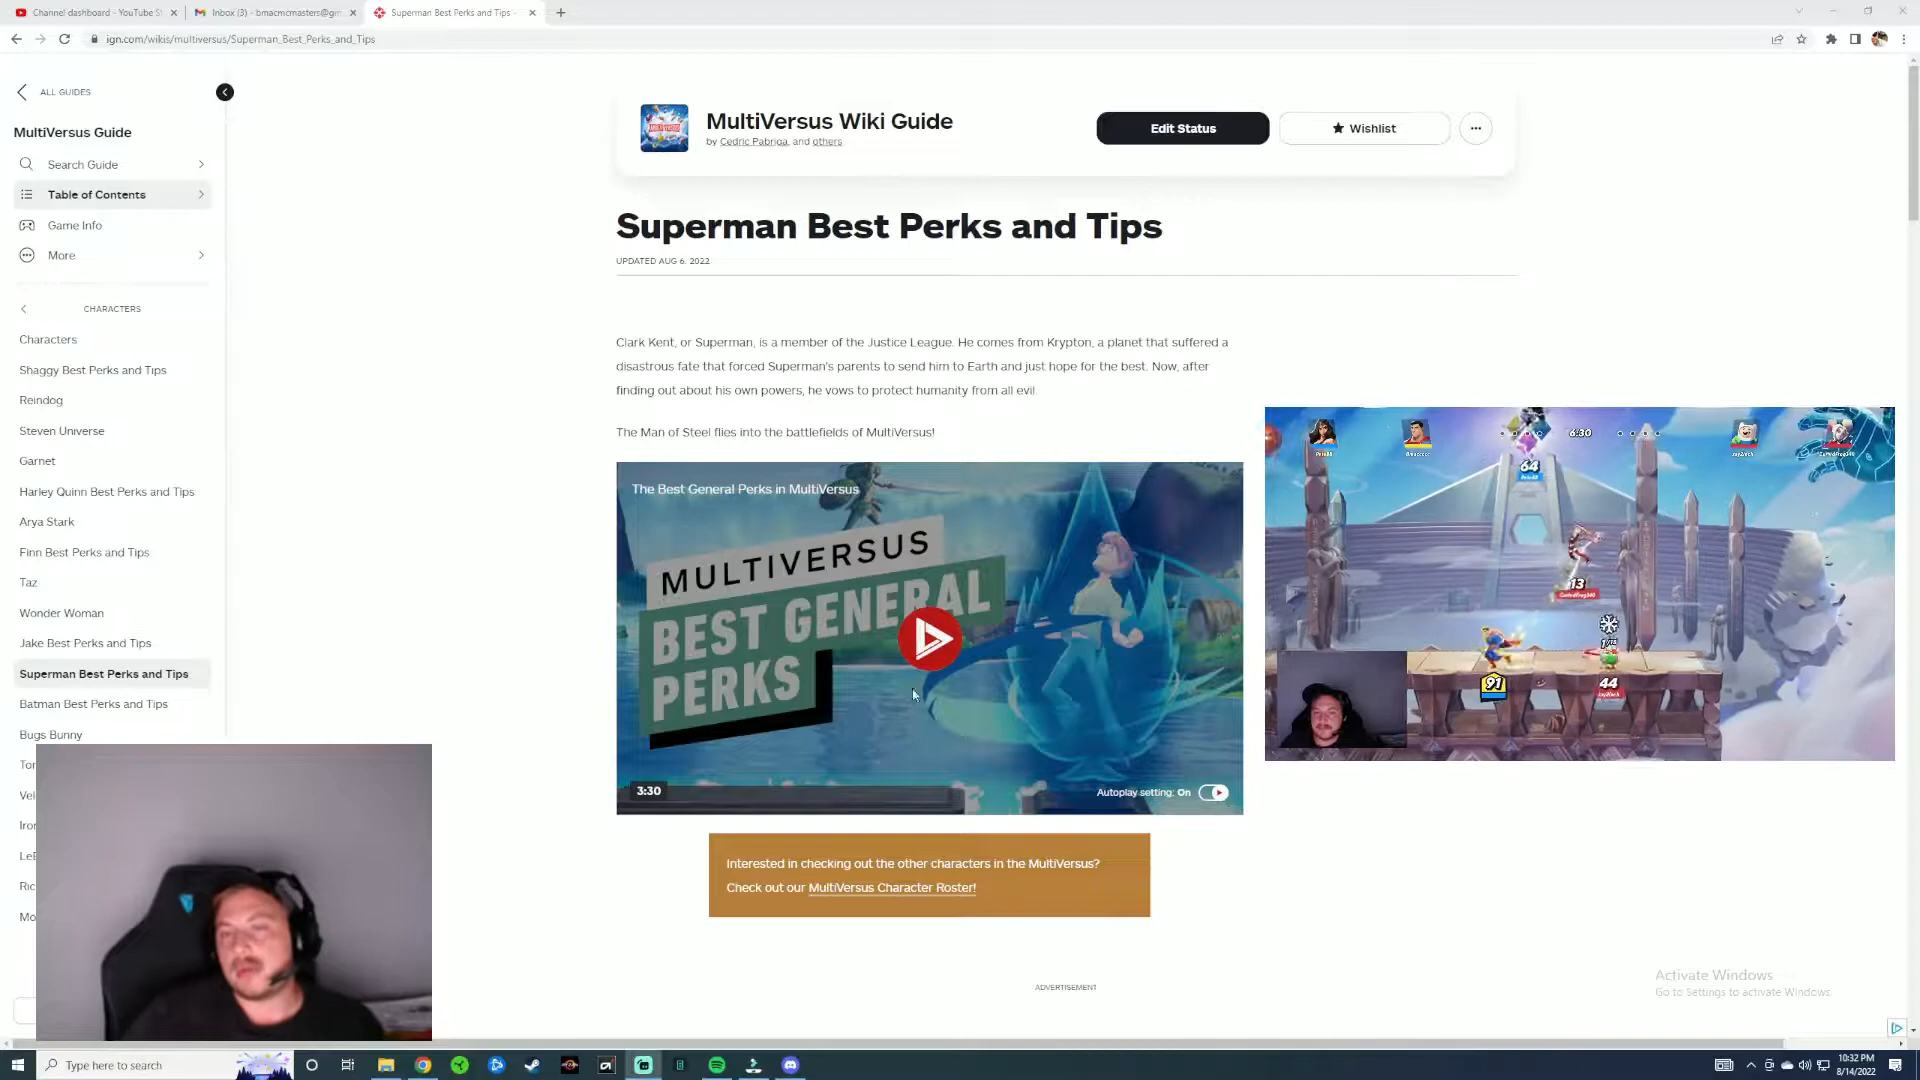 Channel dashboard - YouTube St
Inbox (3) - bmacmcmasters@gm
Superman Best Perks and Tips -
ign.com/wikis/multiversus/Superman_Best_Perks_and_Tips
ALL GUIDES
MultiVersus Guide
Search Guide
Table of Contents
Game Info
More
CHARACTERS
Characters
Shaggy Best Perks and Tips
Reindog
Steven Universe
Garnet
Harley Quinn Best Perks and Tips
Arya Stark
Finn Best Perks and Tips
Taz
Wonder Woman
Jake Best Perks and Tips
Superman Best Perks and Tips
Batman Best Perks and Tips
Bugs Bunny
Tor
Vel
Iron
LeB
Ric
Mo
MultiVersus Wiki Guide
by Cedric Pabriga, and others
Edit Status
Wishlist
Superman Best Perks and Tips
UPDATED AUG 6, 2022
Clark Kent, or Superman, is a member of the Justice League. He comes from Krypton, a planet that suffered a
disastrous fate that forced Superman's parents to send him to Earth and just hope for the best. Now, after
finding out about his own powers, he vows to protect humanity from all evil.
The Man of Steel flies into the battlefields of MultiVersus!
The Best General Perks in MultiVersus
MULTIVERSUS
BEST GENERAL
PERKS
3:30
Autoplay setting: On
6:30
64
13
91
44
Interested in checking out the other characters in the MultiVersus?
Check out our MultiVersus Character Roster!
ADVERTISEMENT
Activate Windows
Go to Settings to activate Windows.
Type here to search
10:32 PM
8/14/2022